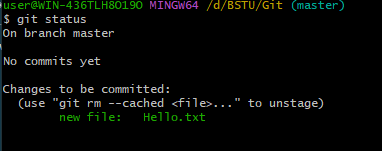 user@WIN-436TLH8O19O MINGW64 /d/BSTU/Git (master)
$ git status
On branch master
No commits yet
Changes to be committed:
(use "git rm --cached <file>..." to unstage)
new file: Hello.txt